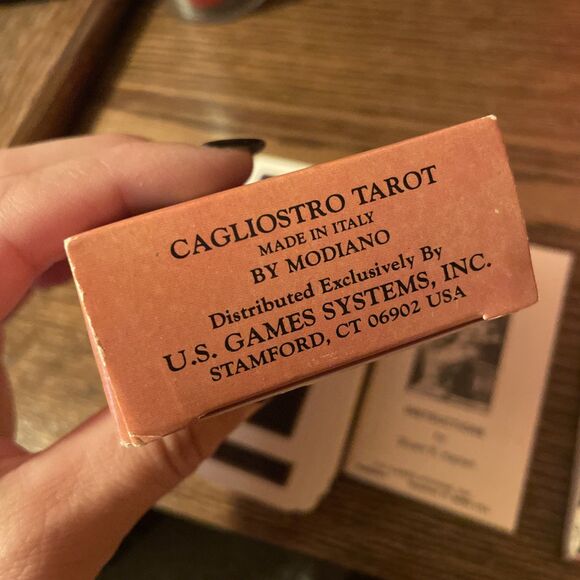 CAGLIOSTRO TAROT
MADE IN ITALY
BY MODIANO
Distributed Exclusively By
U.S. GAMES SYSTEMS, INC.
STAMFORD, CT 06902 USA